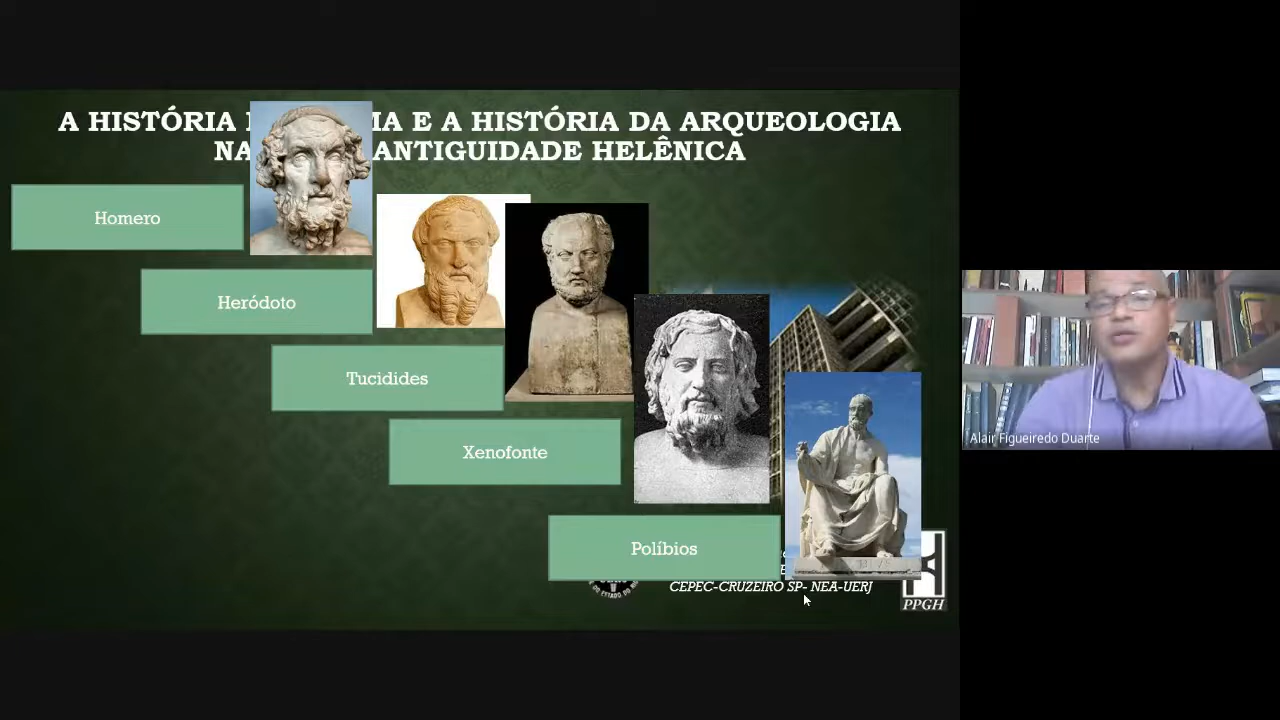 A HISTÓRIA MA E A HISTÓRIA DA ARQUEOLOGIA
NA ANTIGUIDADE HELÊNICA
Homero
Heródoto
Tucidides
Xenofonte
Políbios
CEPEC-CRUZEIRO SP- NEA-UERJ
PPGH
Alair Figueiredo Duarte